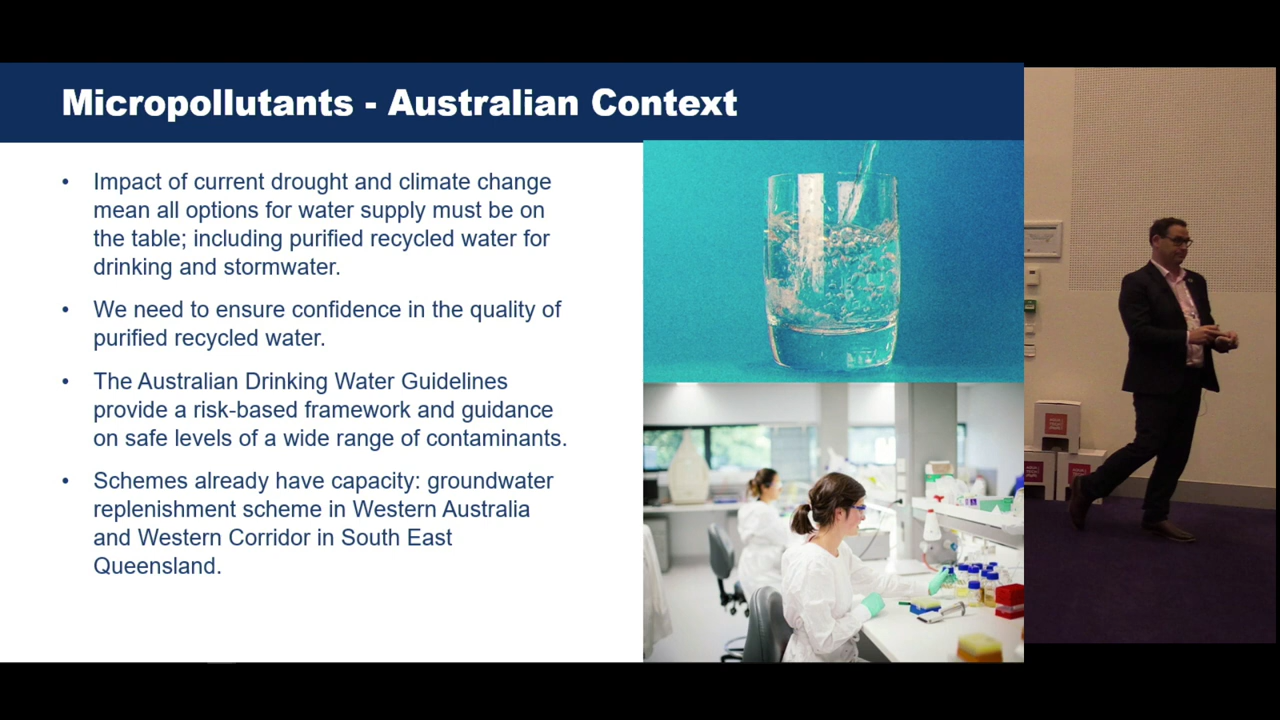 Micropollutants - Australian Context
• Impact of current drought and climate change
mean all options for water supply must be on
the table; including purified recycled water for
drinking and stormwater.
• We need to ensure confidence in the quality of
purified recycled water.
• The Australian Drinking Water Guidelines
provide a risk-based framework and guidance
on safe levels of a wide range of contaminants.
• Schemes already have capacity: groundwater
replenishment scheme in Western Australia
and Western Corridor in South East
Queensland.